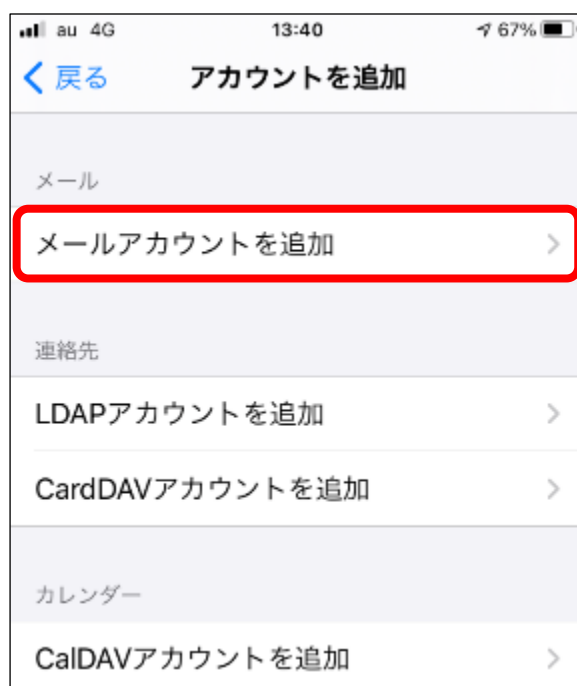 au 4G 13:40 67%
戻る アカウントを追加
メール
メールアカウントを追加
連絡先
LDAPアカウントを追加
CardDAVアカウントを追加
カレンダー
CalDAVアカウントを追加